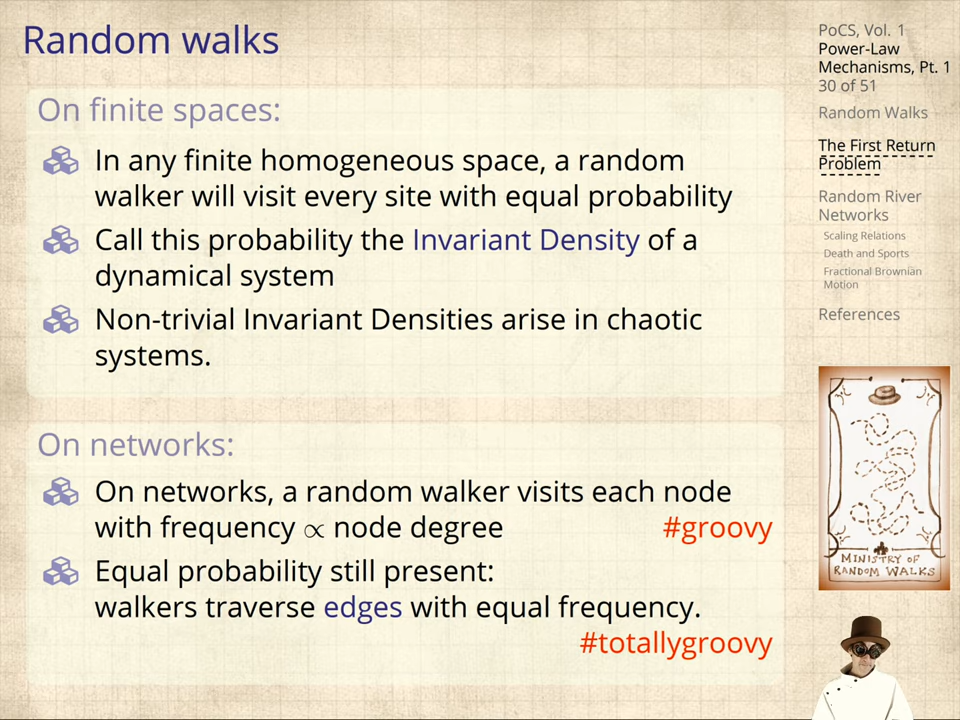 Random walks
On finite spaces:
In any finite homogeneous space, a random
walker will visit every site with equal probability
Call this probability the Invariant Density of a
dynamical system
Non-trivial Invariant Densities arise in chaotic
systems.
On networks:
On networks, a random walker visits each node
with frequency ∝ node degree #groovy
Equal probability still present:
walkers traverse edges with equal frequency.
#totallygroovy
PoCS, Vol. 1
Power-Law
Mechanisms, Pt. 1
30 of 51
Random Walks
The First Return
Problem
Random River
Networks
Scaling Relations
Death and Sports
Fractional Brownian
Motion
References
MINISTRY OF
RANDOM WALKS